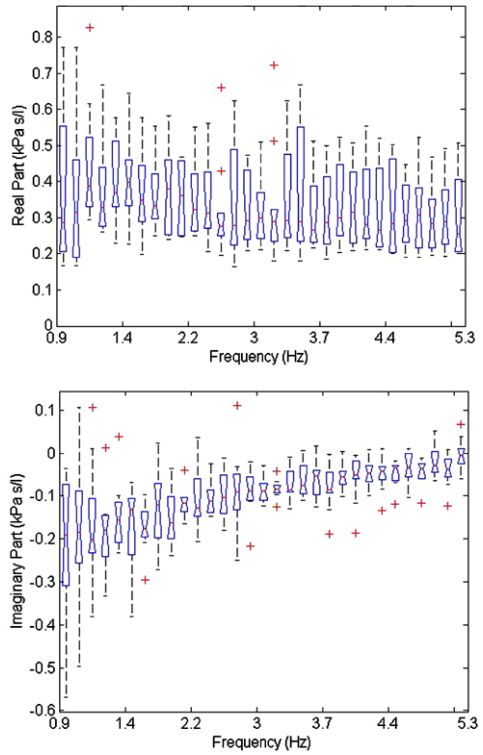 0.8
0.7
0.6
0.5
0.4
0.3
0.2
0.1
0
Real Part (kPa s/l)
0.9 1.4 2.2 3 3.7 4.4 5.3
Frequency (Hz)
0.1
0
-0.1
-0.2
-0.3
-0.4
-0.5
-0.6
Imaginary Part (kPa s/l)
0.9 1.4 2.2 3 3.7 4.4 5.3
Frequency (Hz)